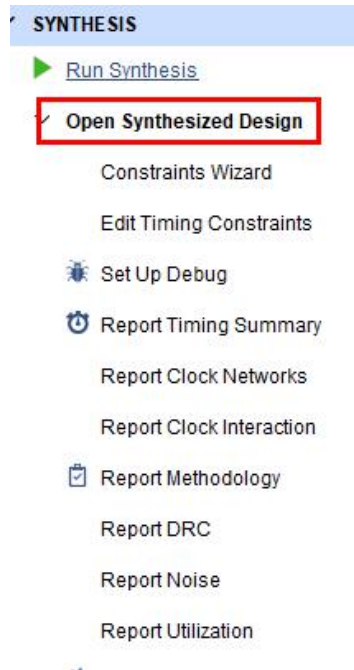 SYNTHESIS
Run Synthesis
Open Synthesized Design
Constraints Wizard
Edit Timing Constraints
Set Up Debug
Report Timing Summary
Report Clock Networks
Report Clock Interaction
Report Methodology
Report DRC
Report Noise
Report Utilization